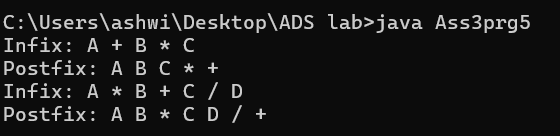 C:\Users\ashwi\Desktop\ADS lab>java Ass3prg5
Infix: A + B * C
Postfix: A B C * +
Infix: A * B + C / D
Postfix: A B * C D / +